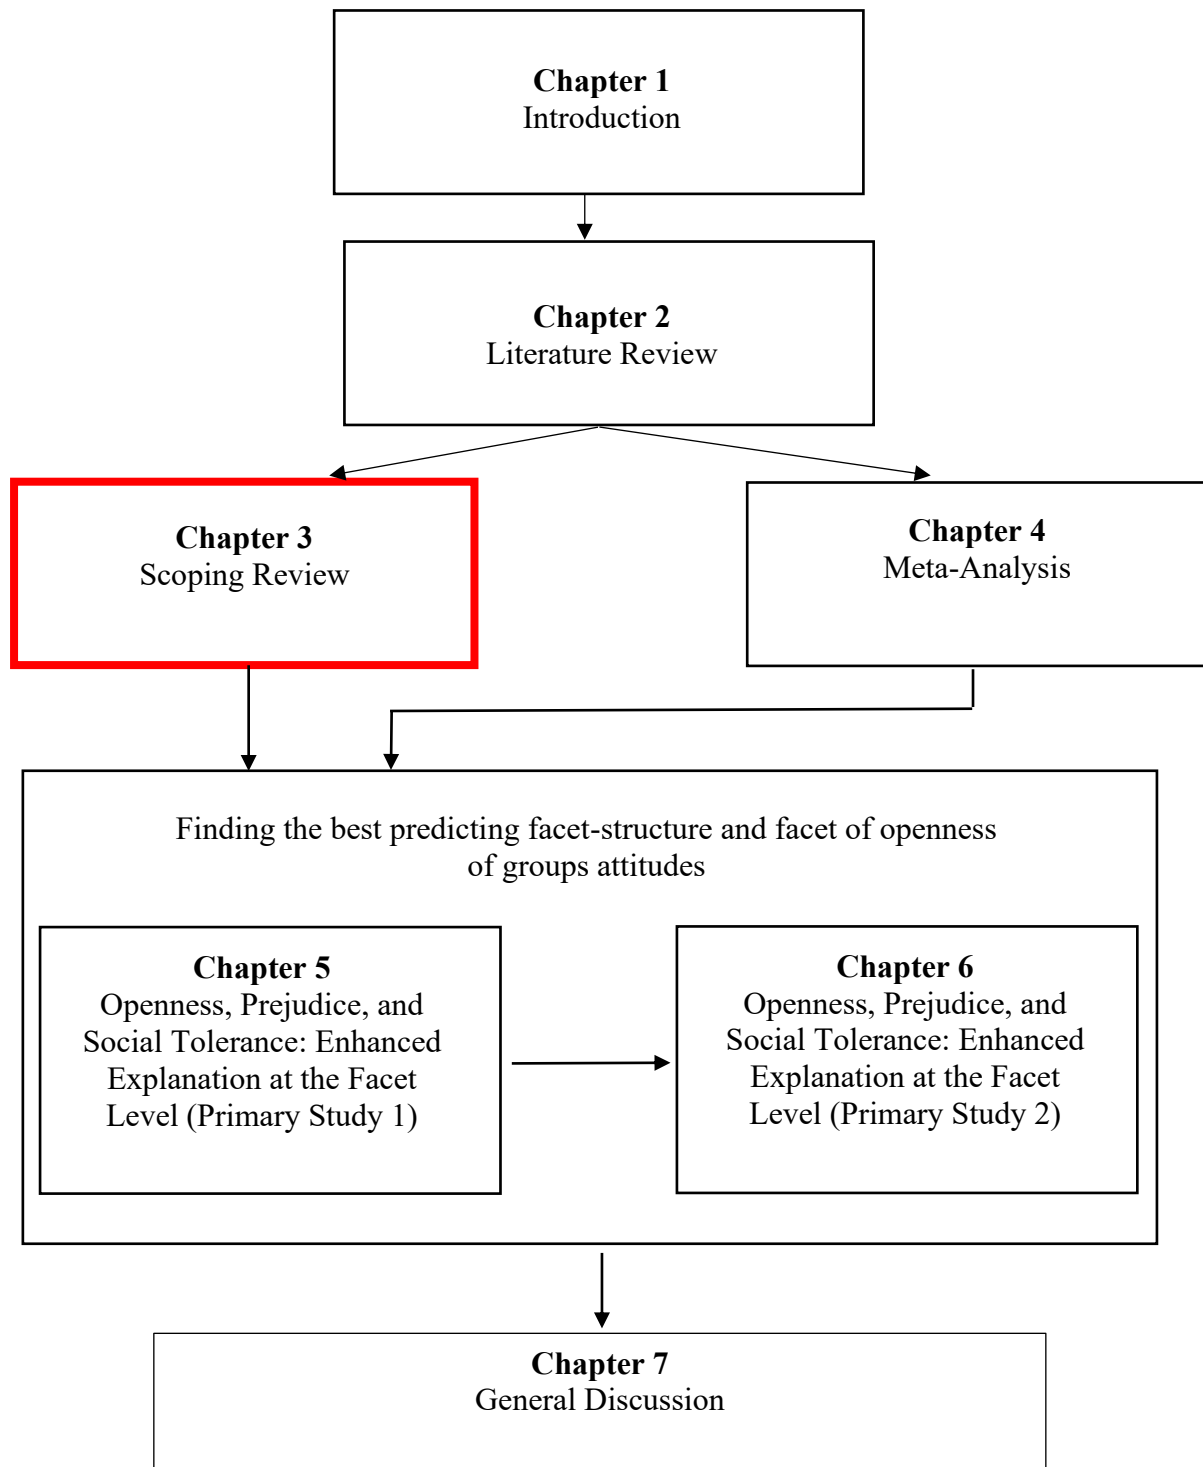 Chapter 1
Introduction
Chapter 2
Literature Review
Chapter 3
Scoping Review
Chapter 4
Meta-Analysis
Finding the best predicting facet-structure and facet of openness
of groups attitudes
Chapter 5
Openness, Prejudice, and
Social Tolerance: Enhanced
Explanation at the Facet
Level (Primary Study 1)
Chapter 6
Openness, Prejudice, and
Social Tolerance: Enhanced
Explanation at the Facet
Level (Primary Study 2)
Chapter 7
General Discussion